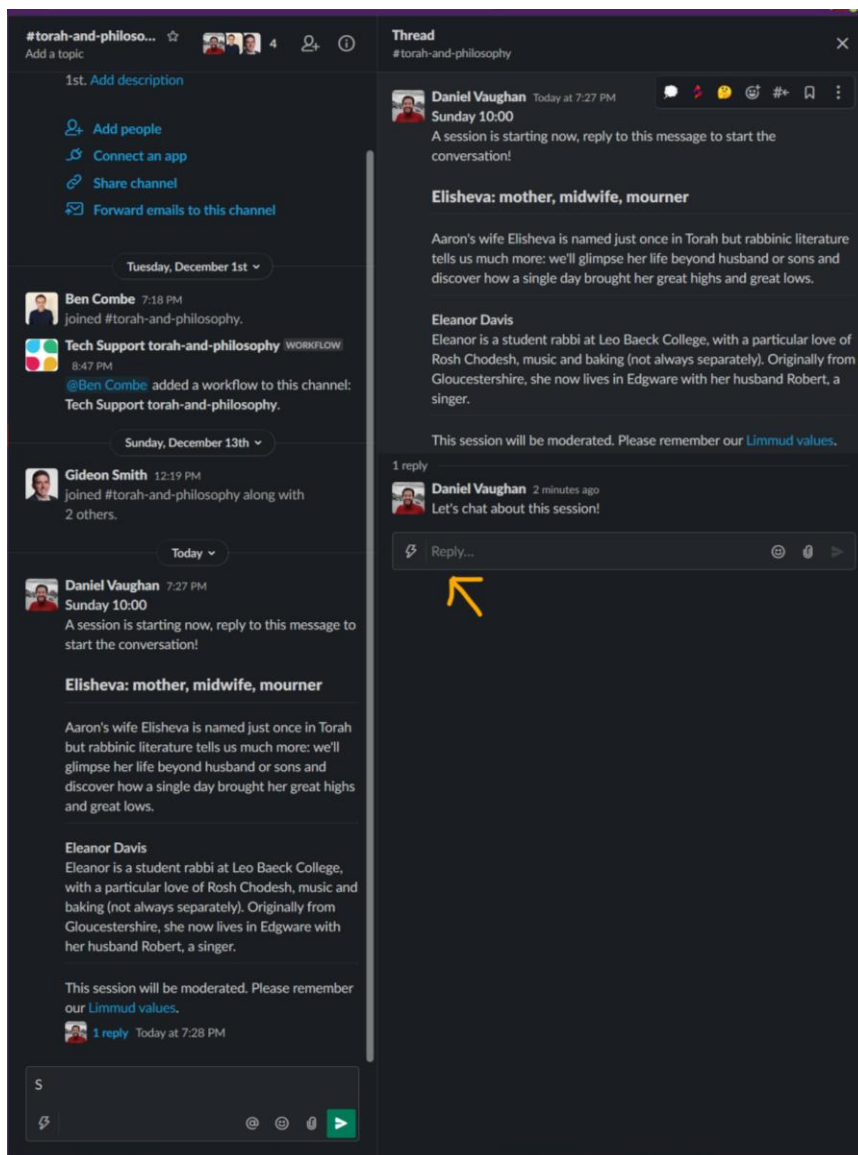 #torah-and-philoso...
4
Add a topic
1st. Add description
Add people
Connect an app
Share channel
Forward emails to this channel
Tuesday, December 1st
Ben Combe 7:18 PM
joined #torah-and-philosophy.
Tech Support torah-and-philosophy WORKFLOW
8:47 PM
@Ben Combe added a workflow to this channel:
Tech Support torah-and-philosophy.
Sunday, December 13th
Gideon Smith 12:19 PM
joined #torah-and-philosophy along with
2 others.
Today
Daniel Vaughan 7:27 PM
Sunday 10:00
A session is starting now, reply to this message to
start the conversation!
Elisheva: mother, midwife, mourner
Aaron's wife Elisheva is named just once in Torah
but rabbinic literature tells us much more: we'll
glimpse her life beyond husband or sons and
discover how a single day brought her great highs
and great lows.
Eleanor Davis
Eleanor is a student rabbi at Leo Baeck College,
with a particular love of Rosh Chodesh, music and
baking (not always separately). Originally from
Gloucestershire, she now lives in Edgware with
her husband Robert, a singer.
This session will be moderated. Please remember
our Limmud values.
1 reply Today at 7:28 PM
S
Thread
#torah-and-philosophy
Daniel Vaughan Today at 7:27 PM
Sunday 10:00
A session is starting now, reply to this message to start the
conversation!
Elisheva: mother, midwife, mourner
Aaron's wife Elisheva is named just once in Torah but rabbinic literature
tells us much more: we'll glimpse her life beyond husband or sons and
discover how a single day brought her great highs and great lows.
Eleanor Davis
Eleanor is a student rabbi at Leo Baeck College, with a particular love of
Rosh Chodesh, music and baking (not always separately). Originally from
Gloucestershire, she now lives in Edgware with her husband Robert, a
singer.
This session will be moderated. Please remember our Limmud values.
1 reply
Daniel Vaughan 2 minutes ago
Let's chat about this session!
Reply...